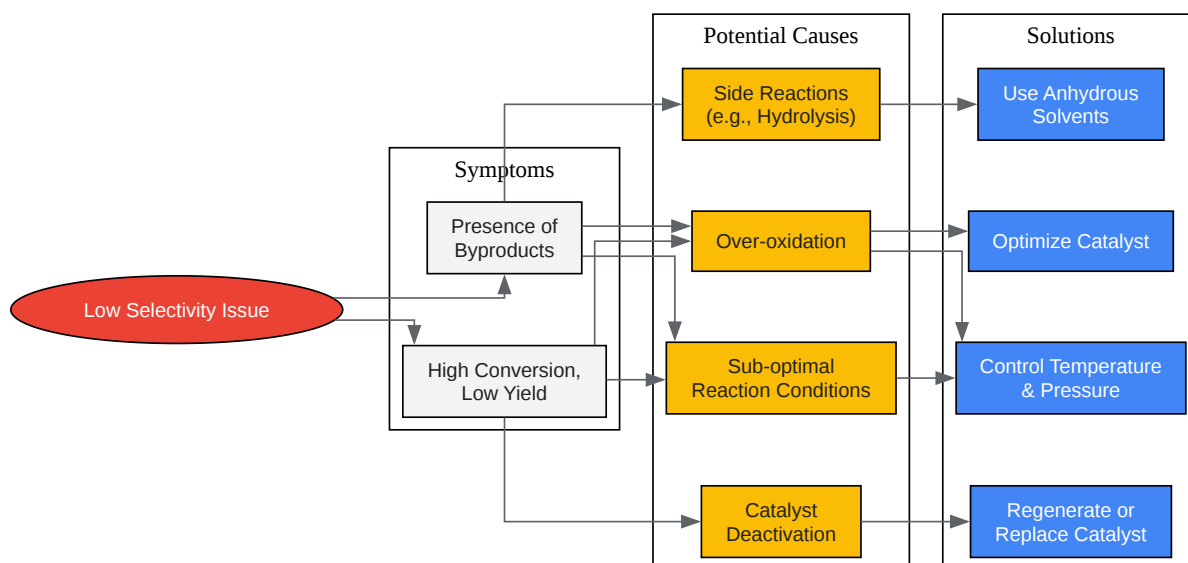 Potential Causes
Solutions
Side Reactions
(e.g., Hydrolysis)
Use Anhydrous
Solvents
Symptoms
Presence of
Byproducts
Over-oxidation
Optimize Catalyst
Low Selectivity Issue
High Conversion,
Low Yield
Sub-optimal
Reaction Conditions
Control Temperature
& Pressure
Catalyst
Deactivation
Regenerate or
Replace Catalyst